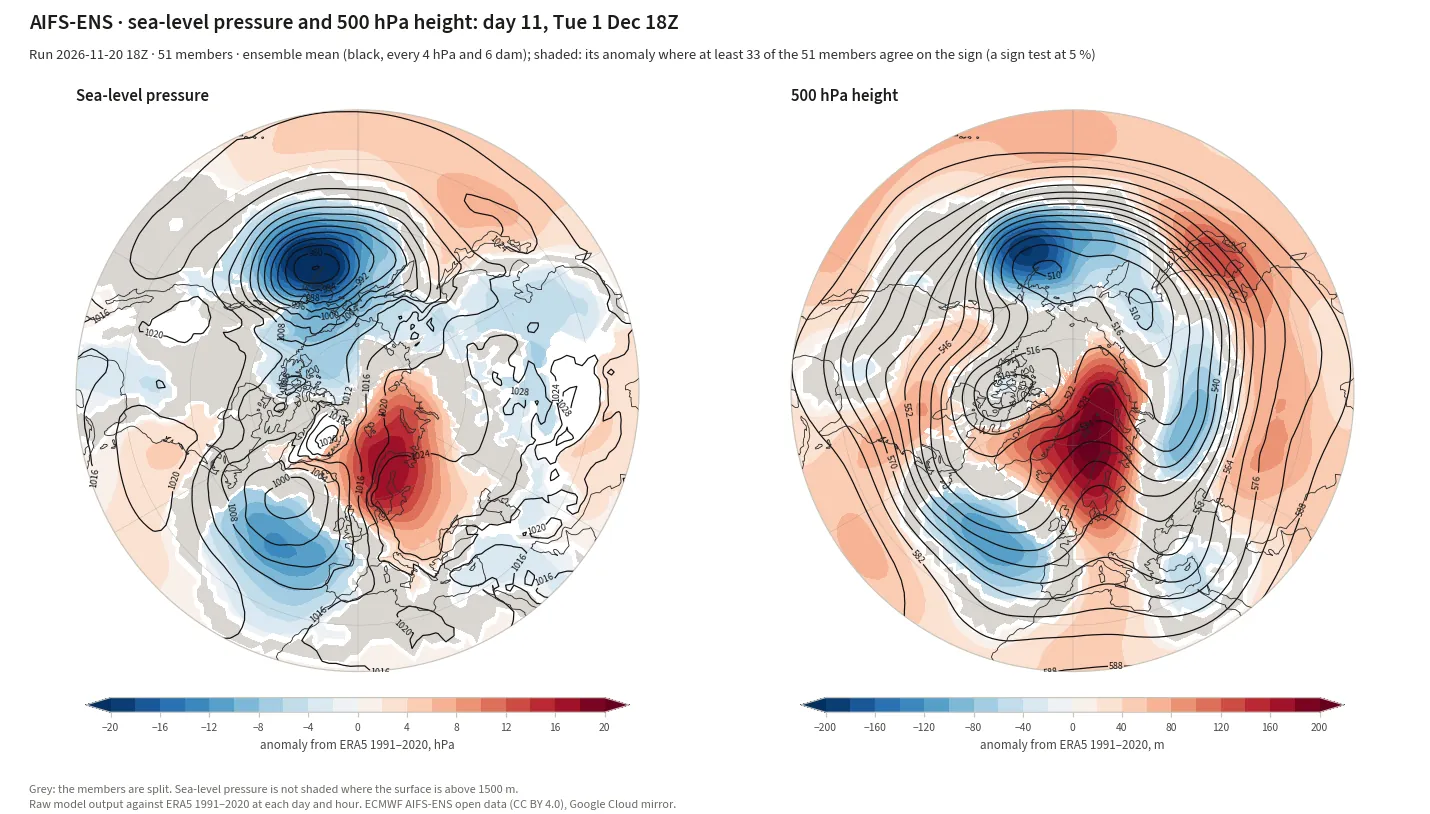 AIFS-ENS · sea-level pressure and 500 hPa height: day 11, Tue 1 Dec 18Z
Run 2026-11-20 18Z · 51 members · ensemble mean (black, every 4 hPa and 6 dam); shaded: its anomaly where at least 33 of the 51 members agree on the sign (a sign test at 5 %)
Sea-level pressure
500 hPa height
−20 −16 −12 −8 −4 0 4 8 12 16 20
anomaly from ERA5 1991–2020, hPa
−200 −160 −120 −80 −40 0 40 80 120 160 200
anomaly from ERA5 1991–2020, m
Grey: the members are split. Sea-level pressure is not shaded where the surface is above 1500 m.
Raw model output against ERA5 1991–2020 at each day and hour. ECMWF AIFS-ENS open data (CC BY 4.0), Google Cloud mirror.